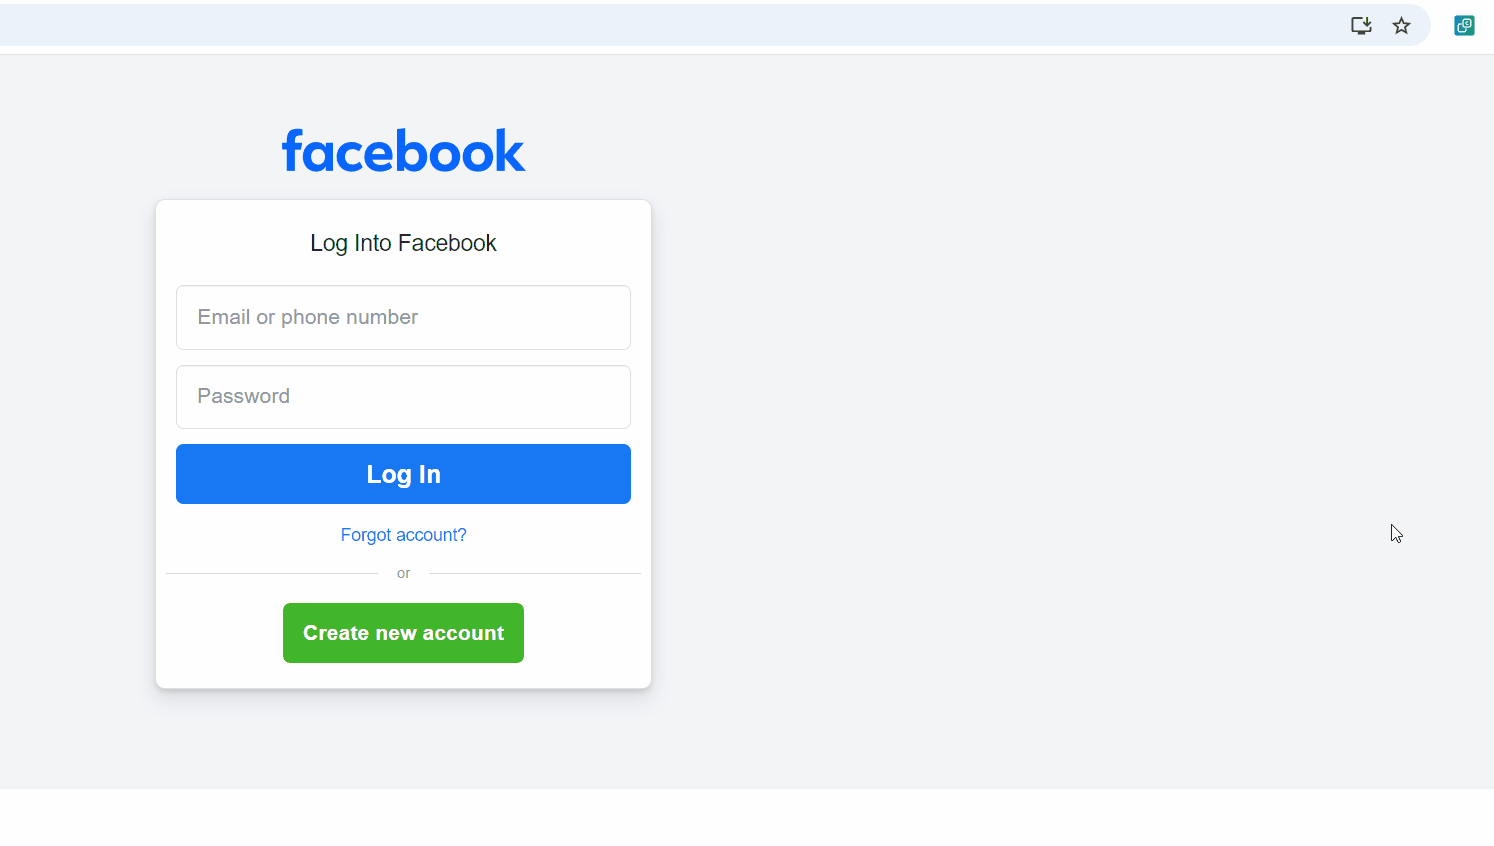 facebook
Log Into Facebook
Email or phone number
Password
Log In
Forgot account?
or
Create new account